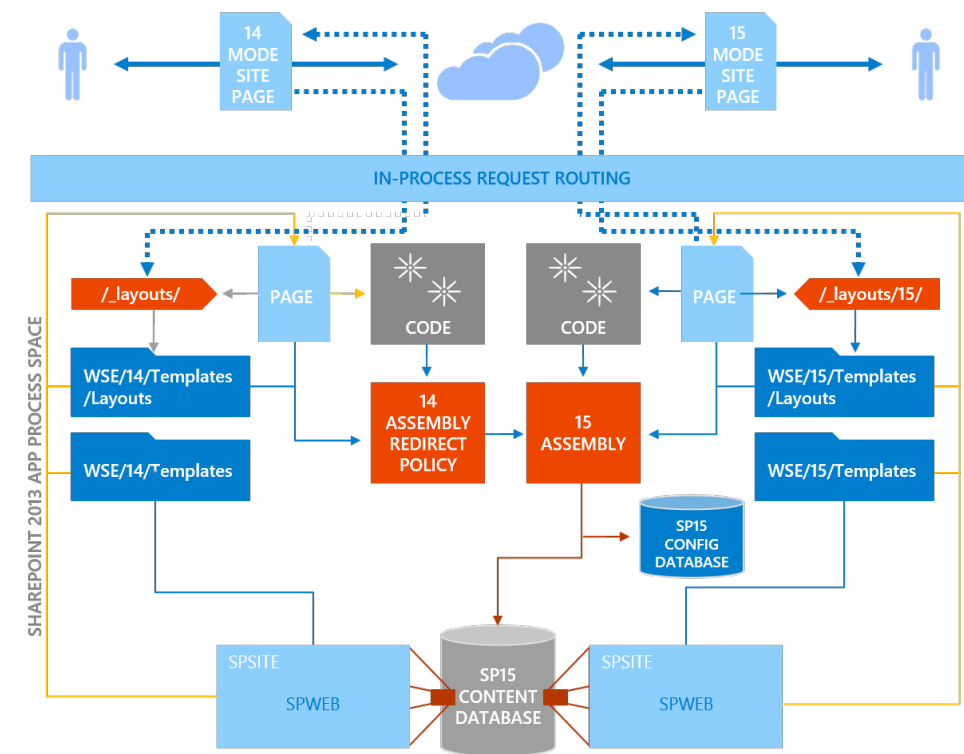 14
MODE
SITE
PAGE
15
MODE
SITE
PAGE
IN-PROCESS REQUEST ROUTING
SHAREPOINT 2013 APP PROCESS SPACE
/_layouts/
PAGE
CODE
CODE
PAGE
/_layouts/15/
WSE/14/Templates
/Layouts
14
ASSEMBLY
REDIRECT
POLICY
15
ASSEMBLY
WSE/15/Templates
/Layouts
WSE/14/Templates
WSE/15/Templates
SP15
CONFIG
DATABASE
SPSITE
SPWEB
SP15
CONTENT
DATABASE
SPSITE
SPWEB